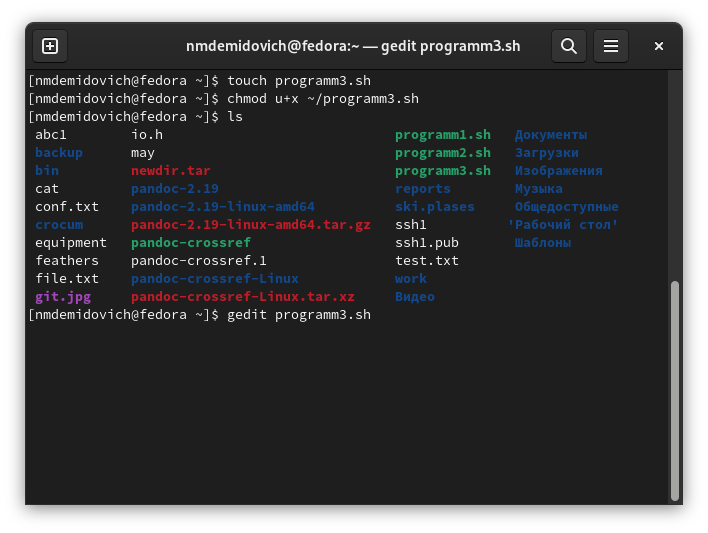 nmdemidovich@fedora:~ — gedit programm3.sh
[nmdemidovich@fedora ~]$ touch programm3.sh
[nmdemidovich@fedora ~]$ chmod u+x ~/programm3.sh
[nmdemidovich@fedora ~]$ ls
abc1 io.h programm1.sh Документы
backup may programm2.sh Загрузки
bin newdir.tar programm3.sh Изображения
cat pandoc-2.19 reports Музыка
conf.txt pandoc-2.19-linux-amd64 ski.plases Общедоступные
crocum pandoc-2.19-linux-amd64.tar.gz ssh1 'Рабочий стол'
equipment pandoc-crossref ssh1.pub Шаблоны
feathers pandoc-crossref.1 test.txt
file.txt pandoc-crossref-Linux work
git.jpg pandoc-crossref-Linux.tar.xz Видео
[nmdemidovich@fedora ~]$ gedit programm3.sh